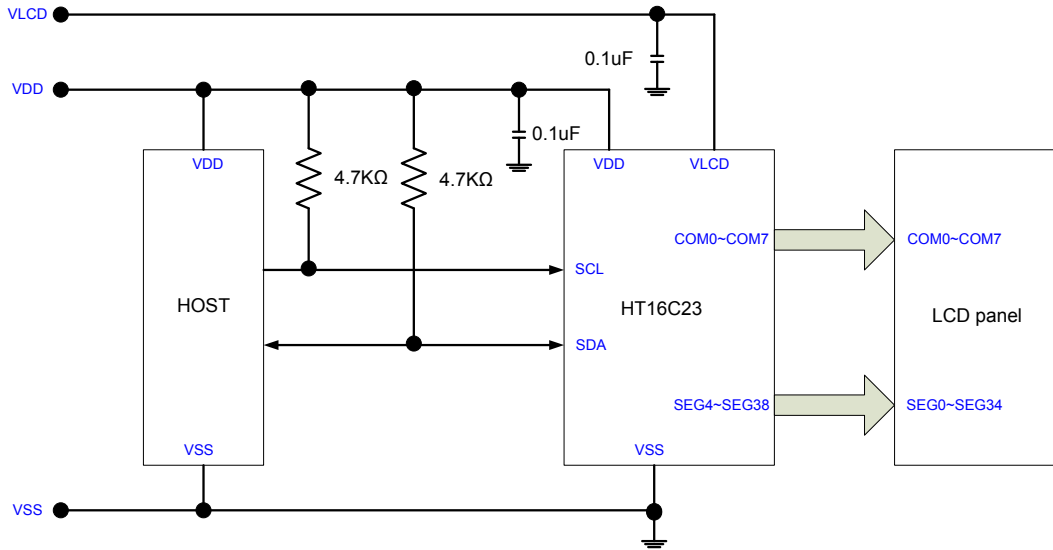 VLCD
0.1uF
VDD
0.1uF
VDD
4.7KΩ
4.7KΩ
VDD
VLCD
COM0~COM7
COM0~COM7
SCL
HOST
HT16C23
LCD panel
SDA
SEG4~SEG38
SEG0~SEG34
VSS
VSS
VSS